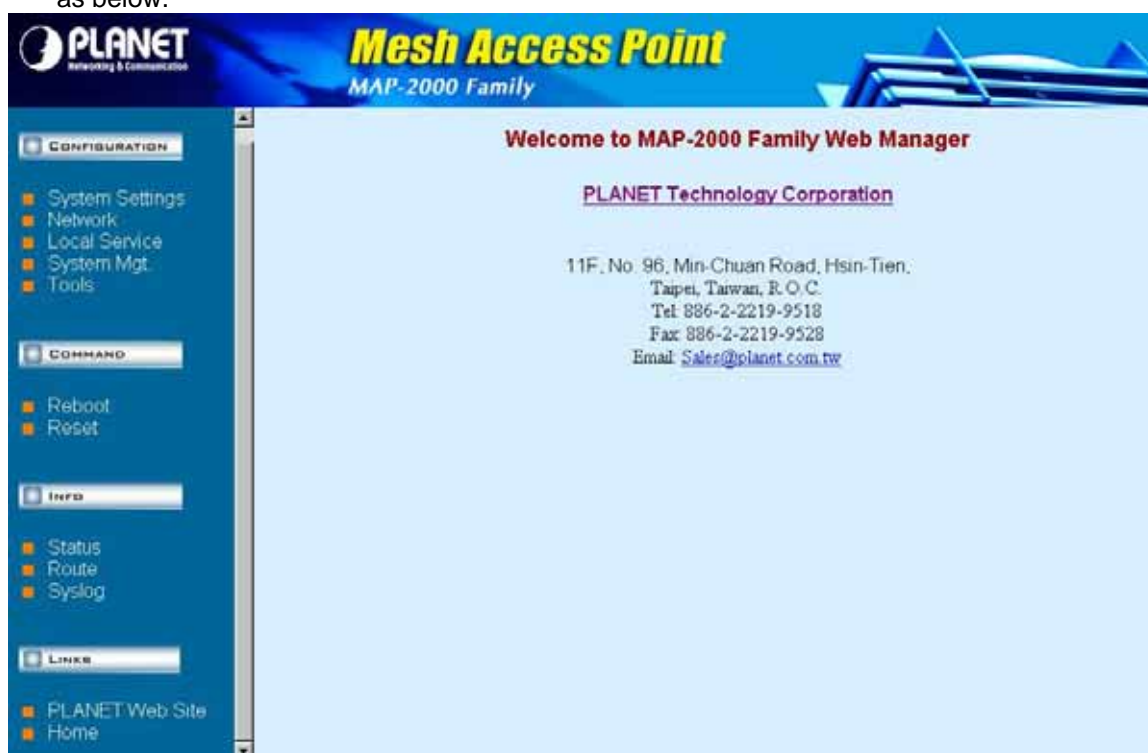 as below:
PLANET
Networking & Communication
Mesh Access Point
MAP-2000 Family
CONFIGURATION
System Settings
Network
Local Service
System Mgt.
Tools
COMMAND
Reboot
Reset
INFO
Status
Route
Syslog
LINKS
PLANET Web Site
Home
Welcome to MAP-2000 Family Web Manager
PLANET Technology Corporation
11F, No. 96, Min-Chuan Road, Hsin-Tien,
Taipei, Taiwan, R.O.C.
Tel: 886-2-2219-9518
Fax: 886-2-2219-9528
Email: Sales@planet.com.tw